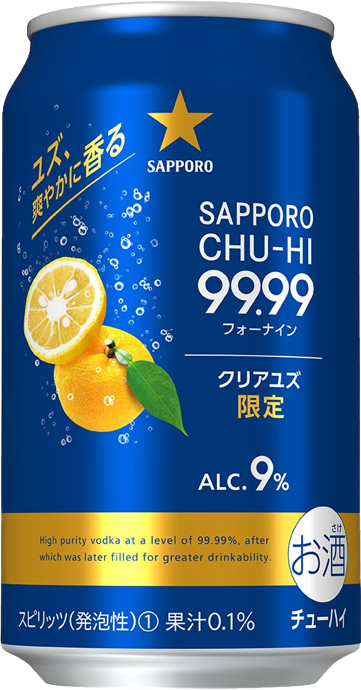 ユズ、
爽やかに香る
SAPPORO
SAPPORO
CHU-HI
99.99
フォーナイン
クリアユズ
限定
ALC.9%
High purity vodka at a level of 99.99%, after
which was later filled for greater drinkability.
さけ
お酒
スピリッツ(発泡性)① 果汁0.1%
チューハイ